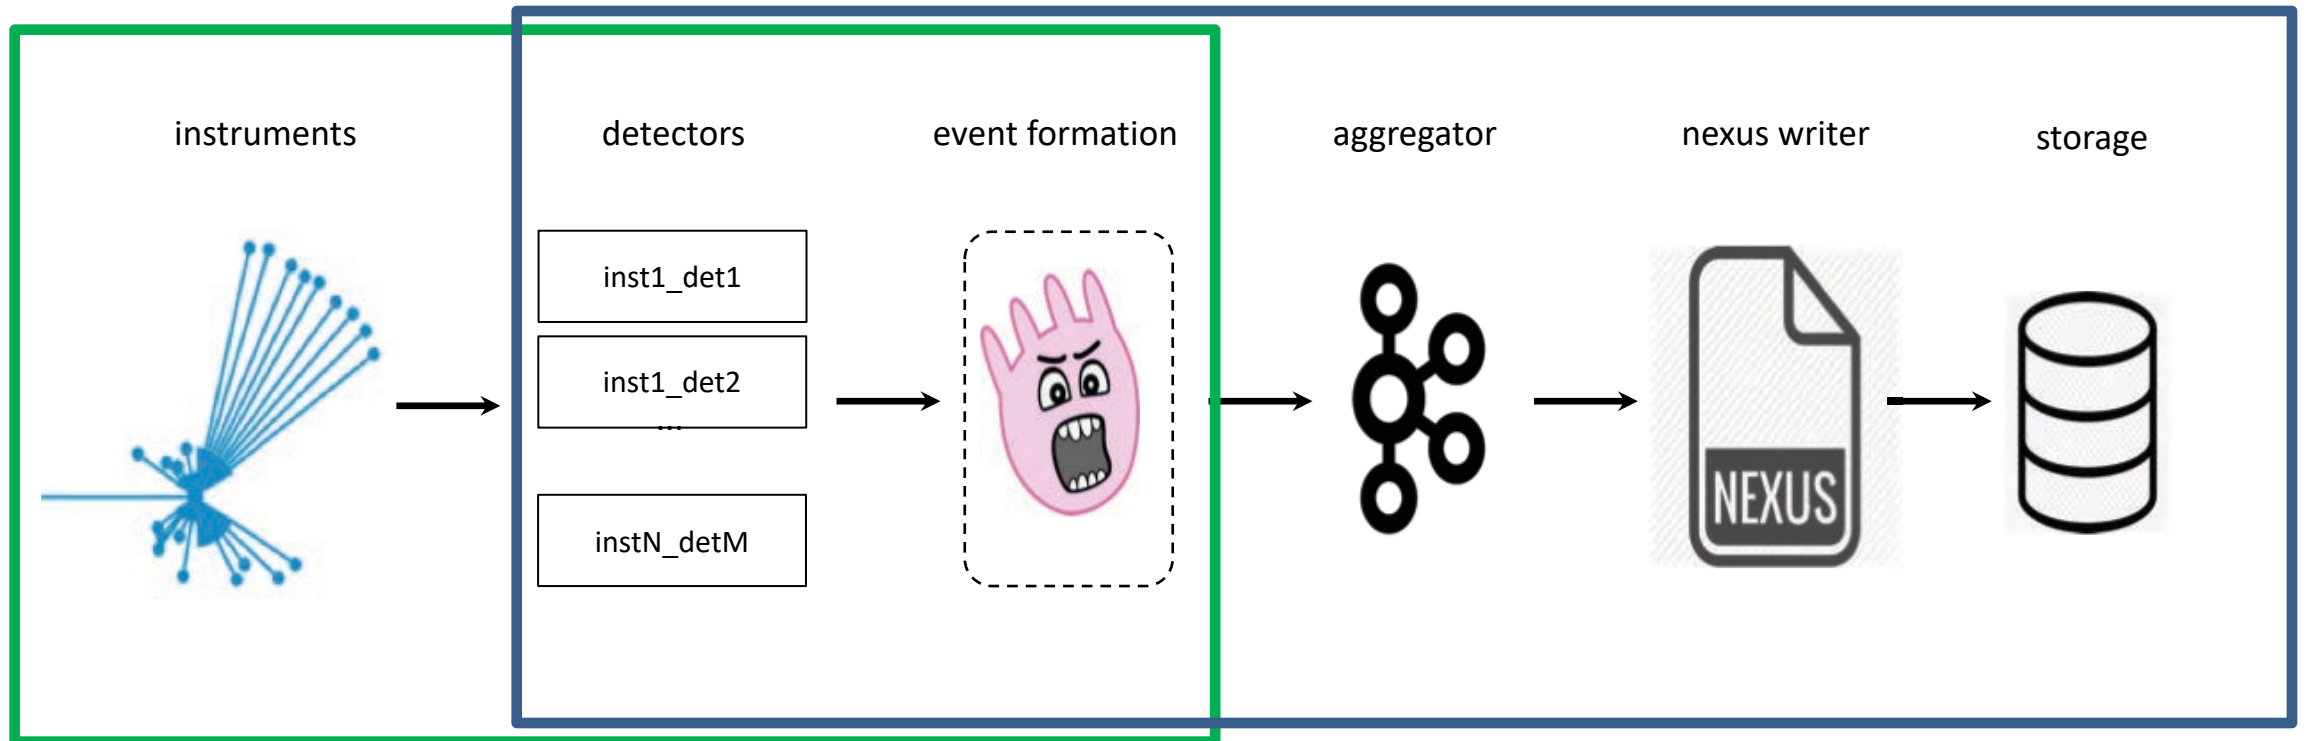 instruments
detectors
event formation
aggregator
nexus writer
storage
inst1_det1
inst1_det2
...
instN_detM
NEXUS